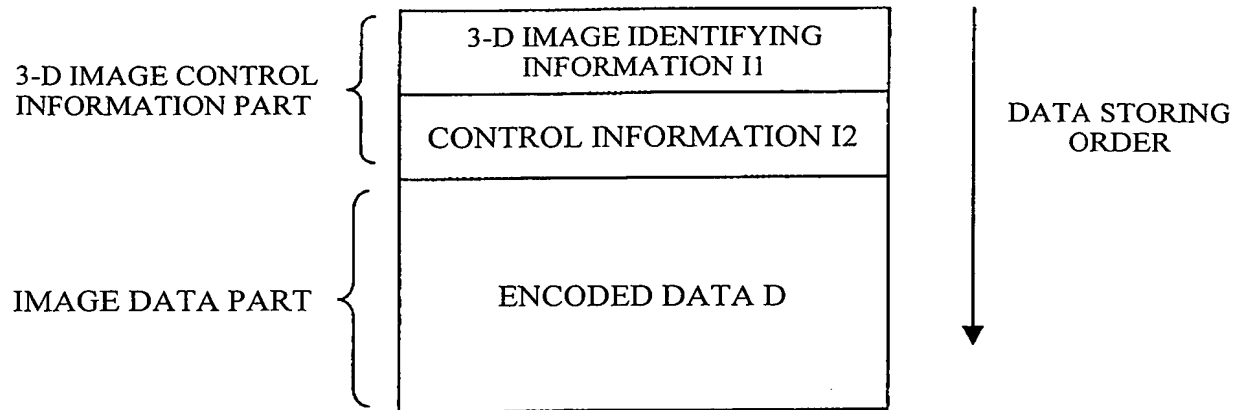 3-D IMAGE CONTROL
INFORMATION PART
3-D IMAGE IDENTIFYING
INFORMATION I1
CONTROL INFORMATION I2
DATA STORING
ORDER
IMAGE DATA PART
ENCODED DATA D